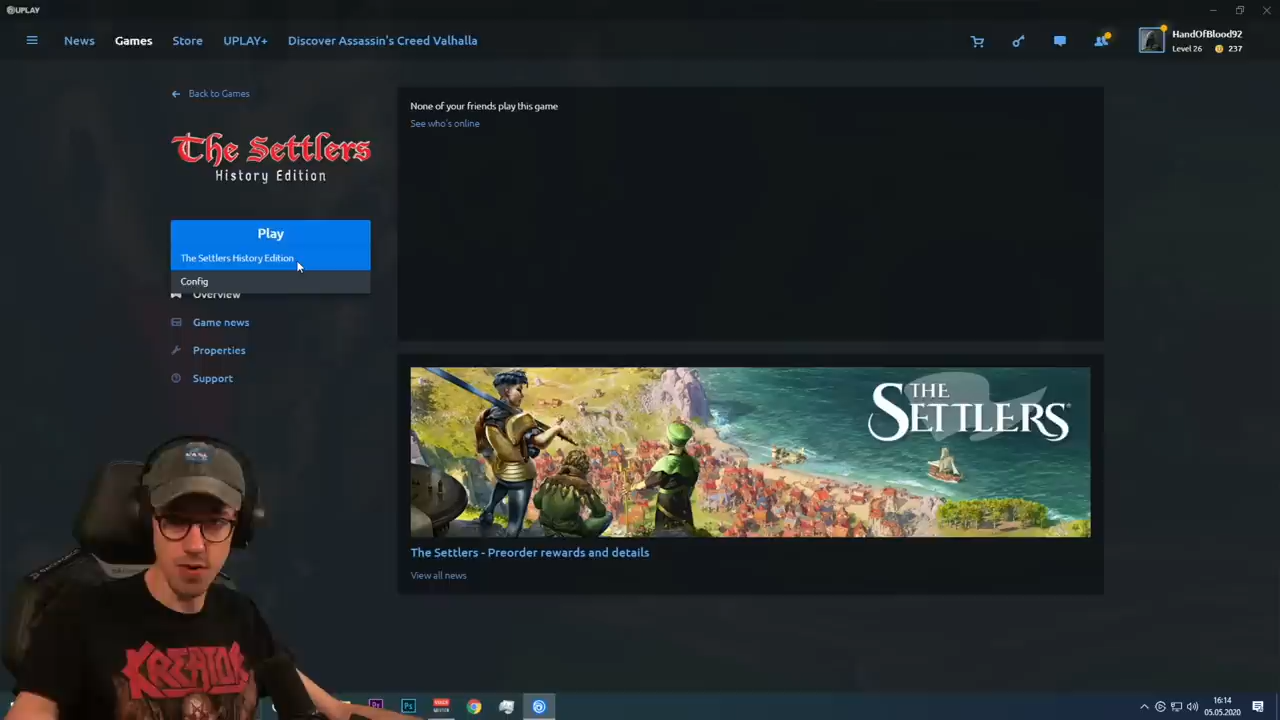 UPLAY
News
Games
Store
UPLAY+
Discover Assassin's Creed Valhalla
HandOfBlood92
Level 26
237
Back to Games
The Settlers
History Edition
Play
The Settlers History Edition
Config
Overview
Game news
Properties
Support
None of your friends play this game
See who's online
THE
SETTLERS
The Settlers - Preorder rewards and details
View all news
KREATOR
Pr
Ps
16:14
05.05.2020